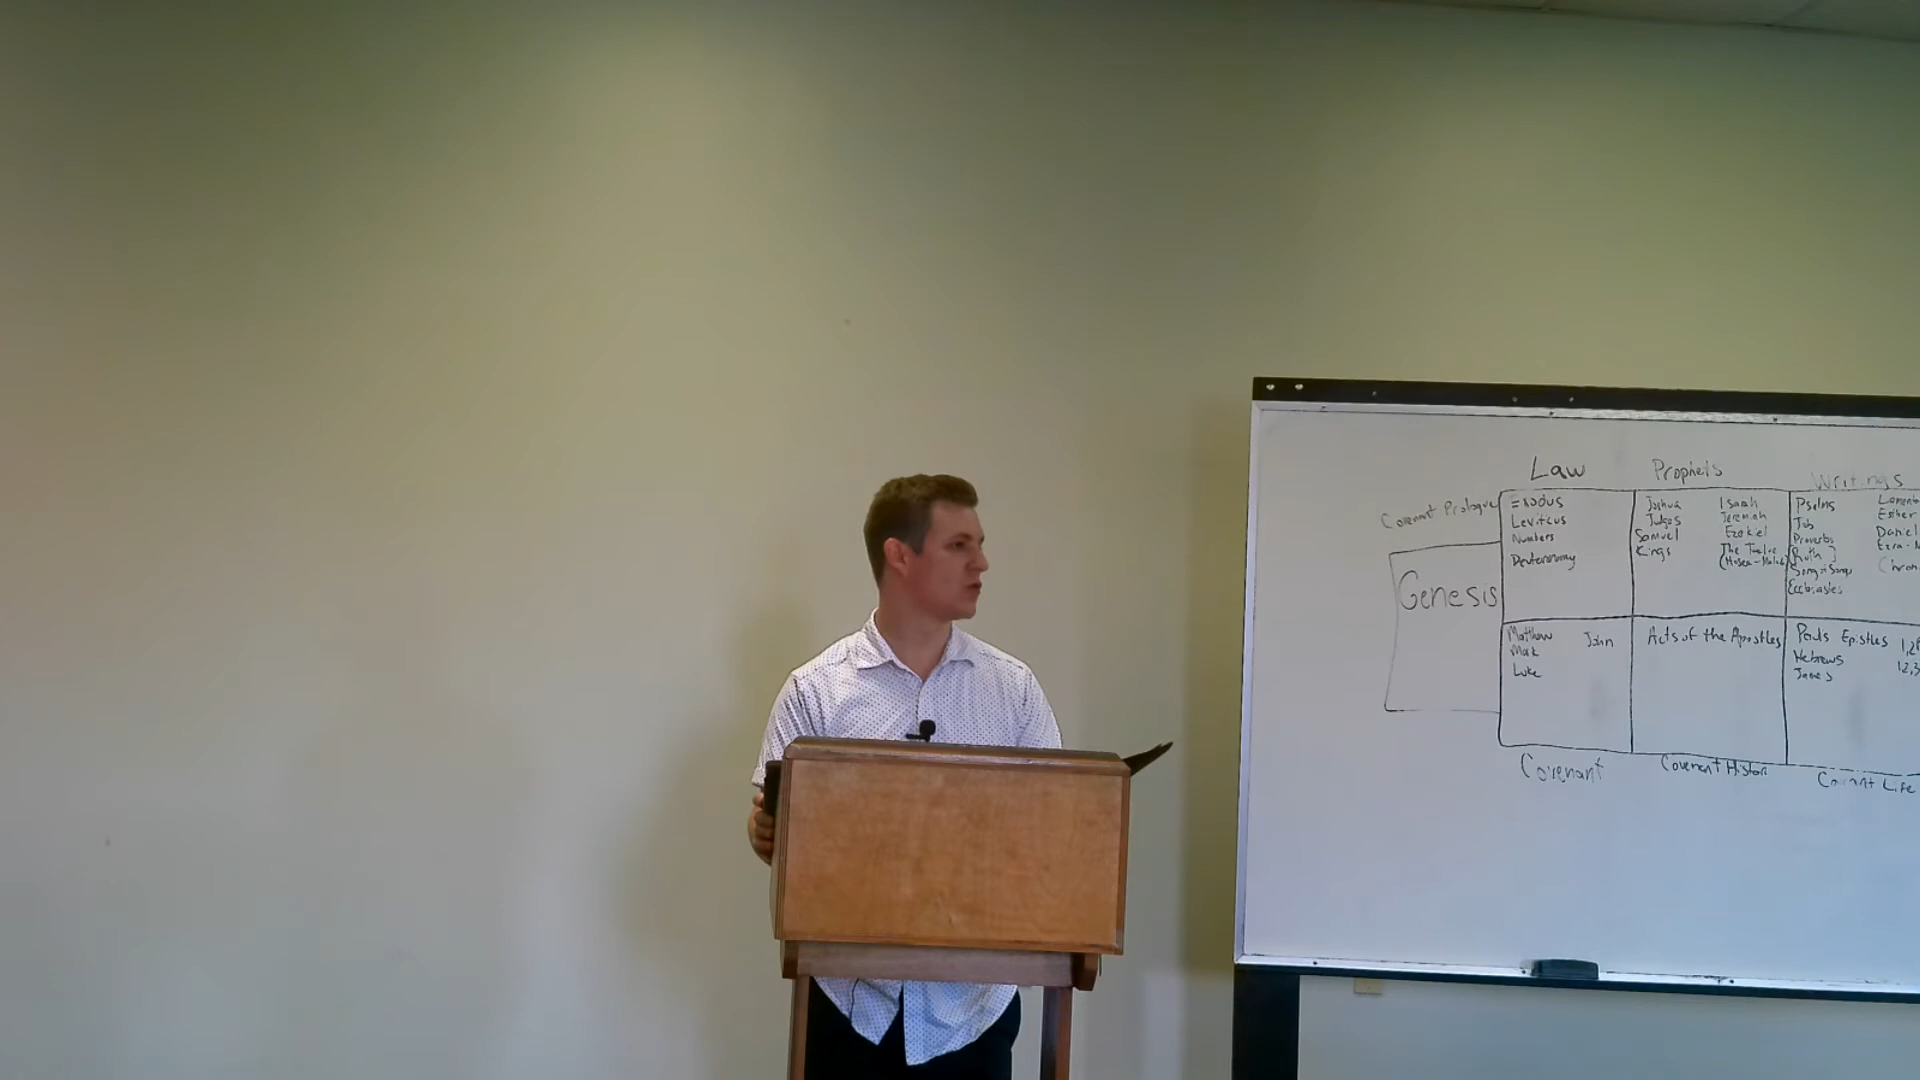 Law Prophets Writings
Covenant Prologue
Genesis
Exodus
Leviticus
Numbers
Deuteronomy
Joshua
Judges
Samuel
Kings
Isaiah
Jeremiah
Ezekiel
The Twelve
Psalms
Job
Proverbs
Ruth
Song of Songs
Ecclesiastes
Esther
Daniel
Matthew
Mark
Luke
John
Acts of the Apostles
Pauls Epistles
Hebrews
James
Covenant
Covenant
Life